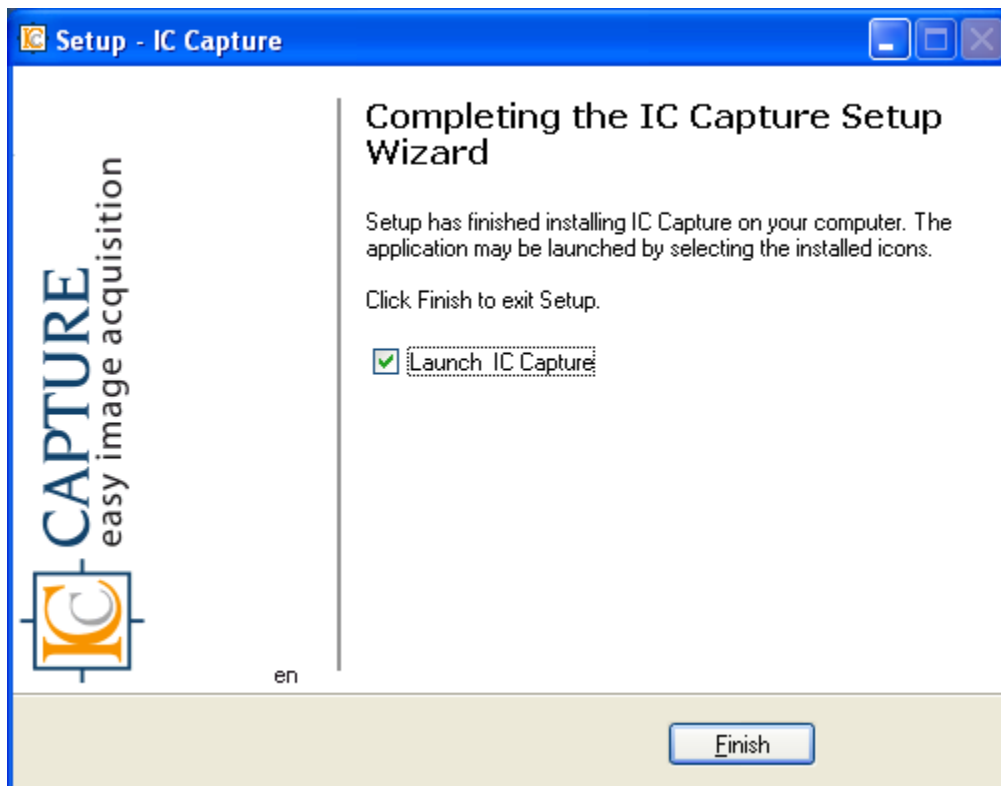 Setup - IC Capture
Completing the IC Capture Setup
Wizard
Setup has finished installing IC Capture on your computer. The
application may be launched by selecting the installed icons.
Click Finish to exit Setup.
Launch IC Capture
IC CAPTURE
easy image acquisition
en
Finish